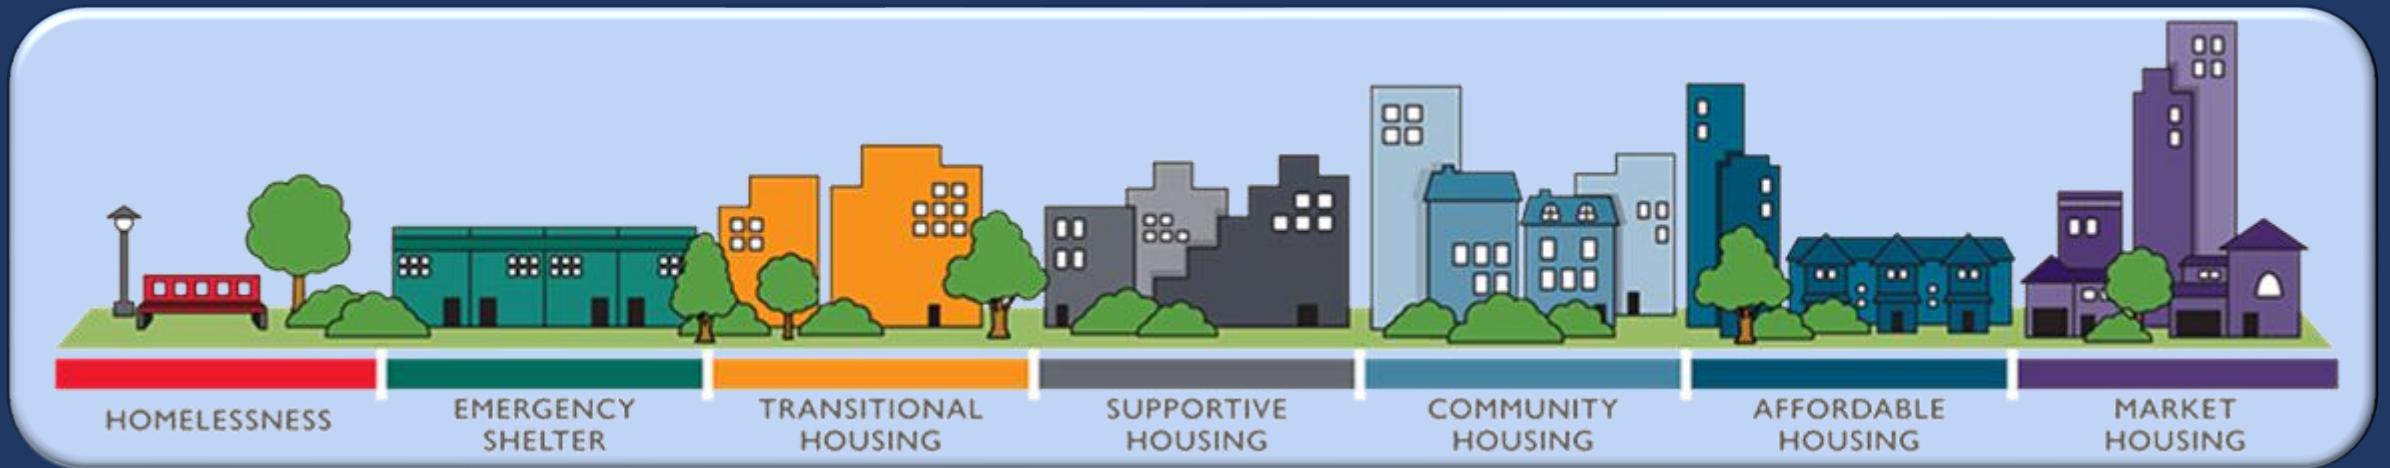 HOMELESSNESS
EMERGENCY
SHELTER
TRANSITIONAL
HOUSING
SUPPORTIVE
HOUSING
COMMUNITY
HOUSING
AFFORDABLE
HOUSING
MARKET
HOUSING